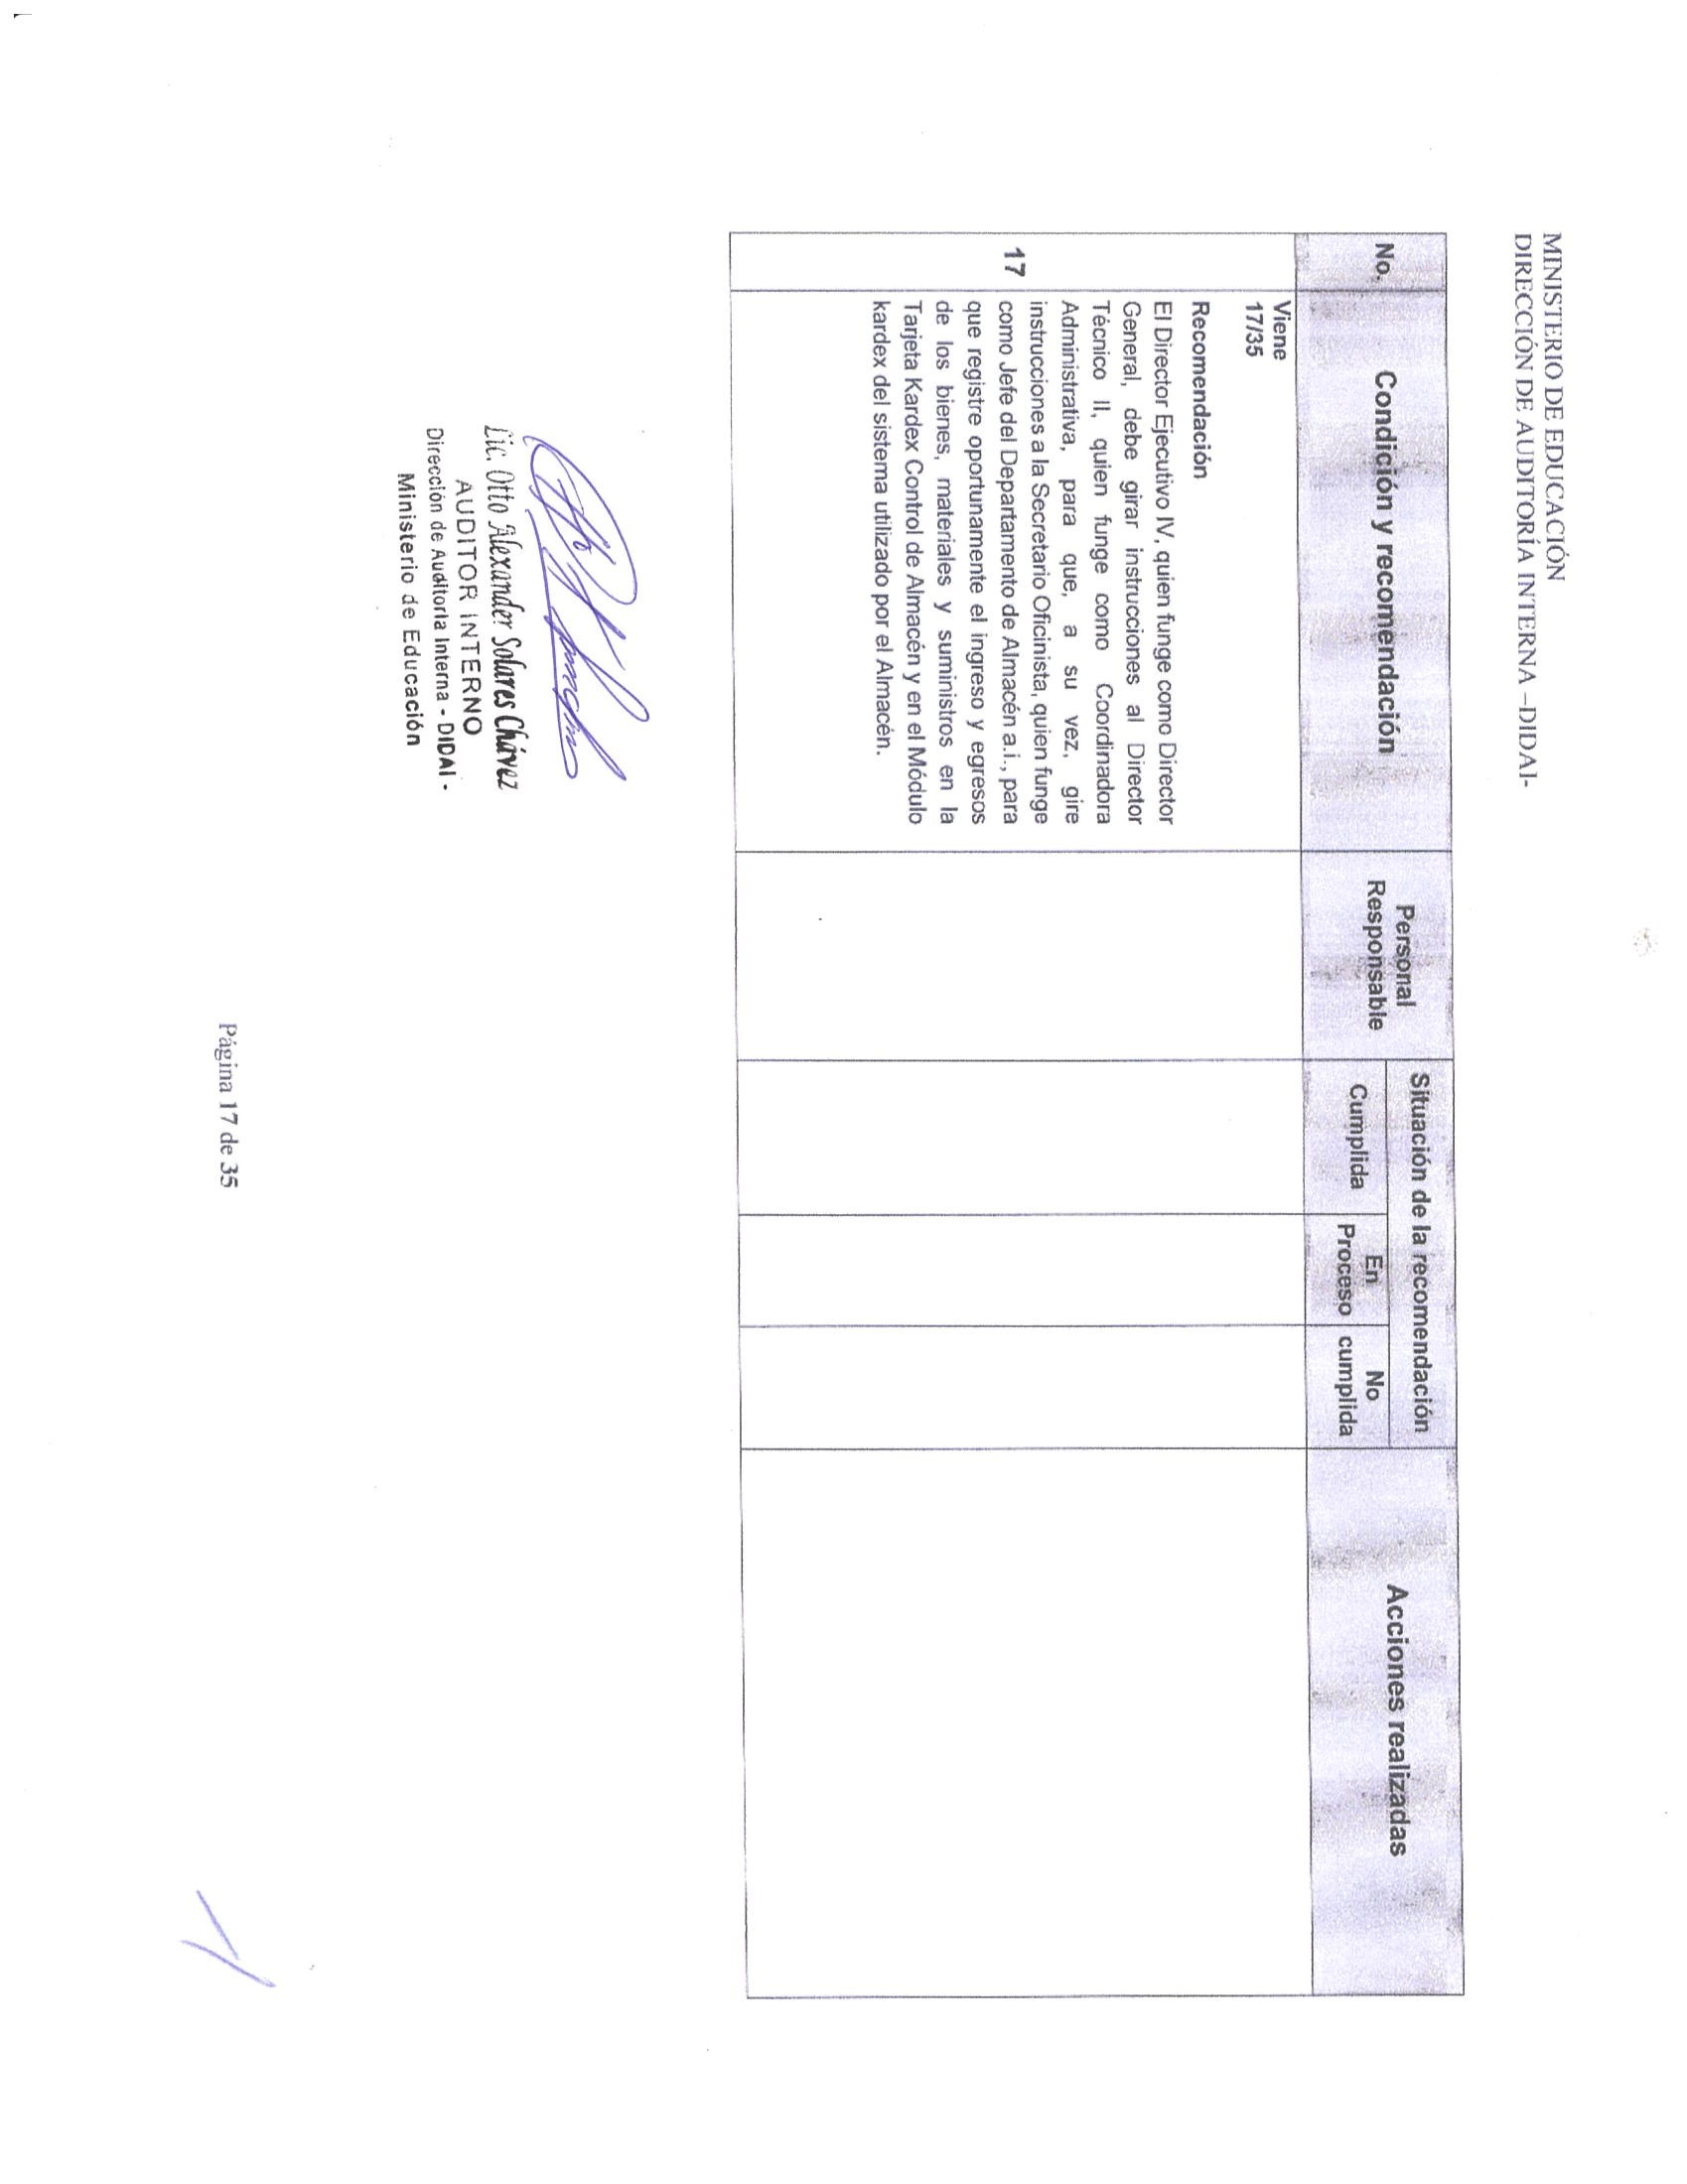 MINISTERIO DE EDUCACIÓN
DIRECCIÓN DE AUDITORÍA INTERNA –DIDAI-
No.
Condición y recomendación
Personal
Responsable
Situación de la recomendación
Cumplida
En
Proceso
No
cumplida
Acciones realizadas
Viene
17/35
Recomendación
17
El Director Ejecutivo IV, quien funge como Director
General, debe girar instrucciones al Director
Técnico II, quien funge como Coordinadora
Administrativa, para que, a su vez, gire
instrucciones a la Secretario Oficinista, quien funge
como Jefe del Departamento de Almacén a.i., para
que registre oportunamente el ingreso y egresos
de los bienes, materiales y suministros en la
Tarjeta Kardex Control de Almacén y en el Módulo
kardex del sistema utilizado por el Almacén.
Lic. Otto Alexander Solares Chávez
AUDITOR INTERNO
Dirección de Auditoría Interna - DIDAI -
Ministerio de Educación
Página 17 de 35